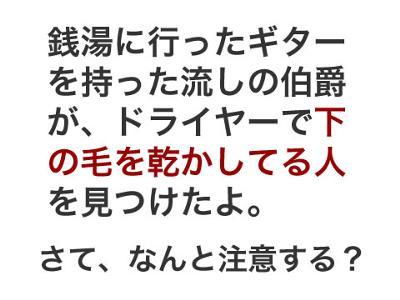 銭湯に行ったギター
を持った流しの伯爵
が、ドライヤーで下
の毛を乾かしてる人
を見つけたよ。
さて、なんと注意する？